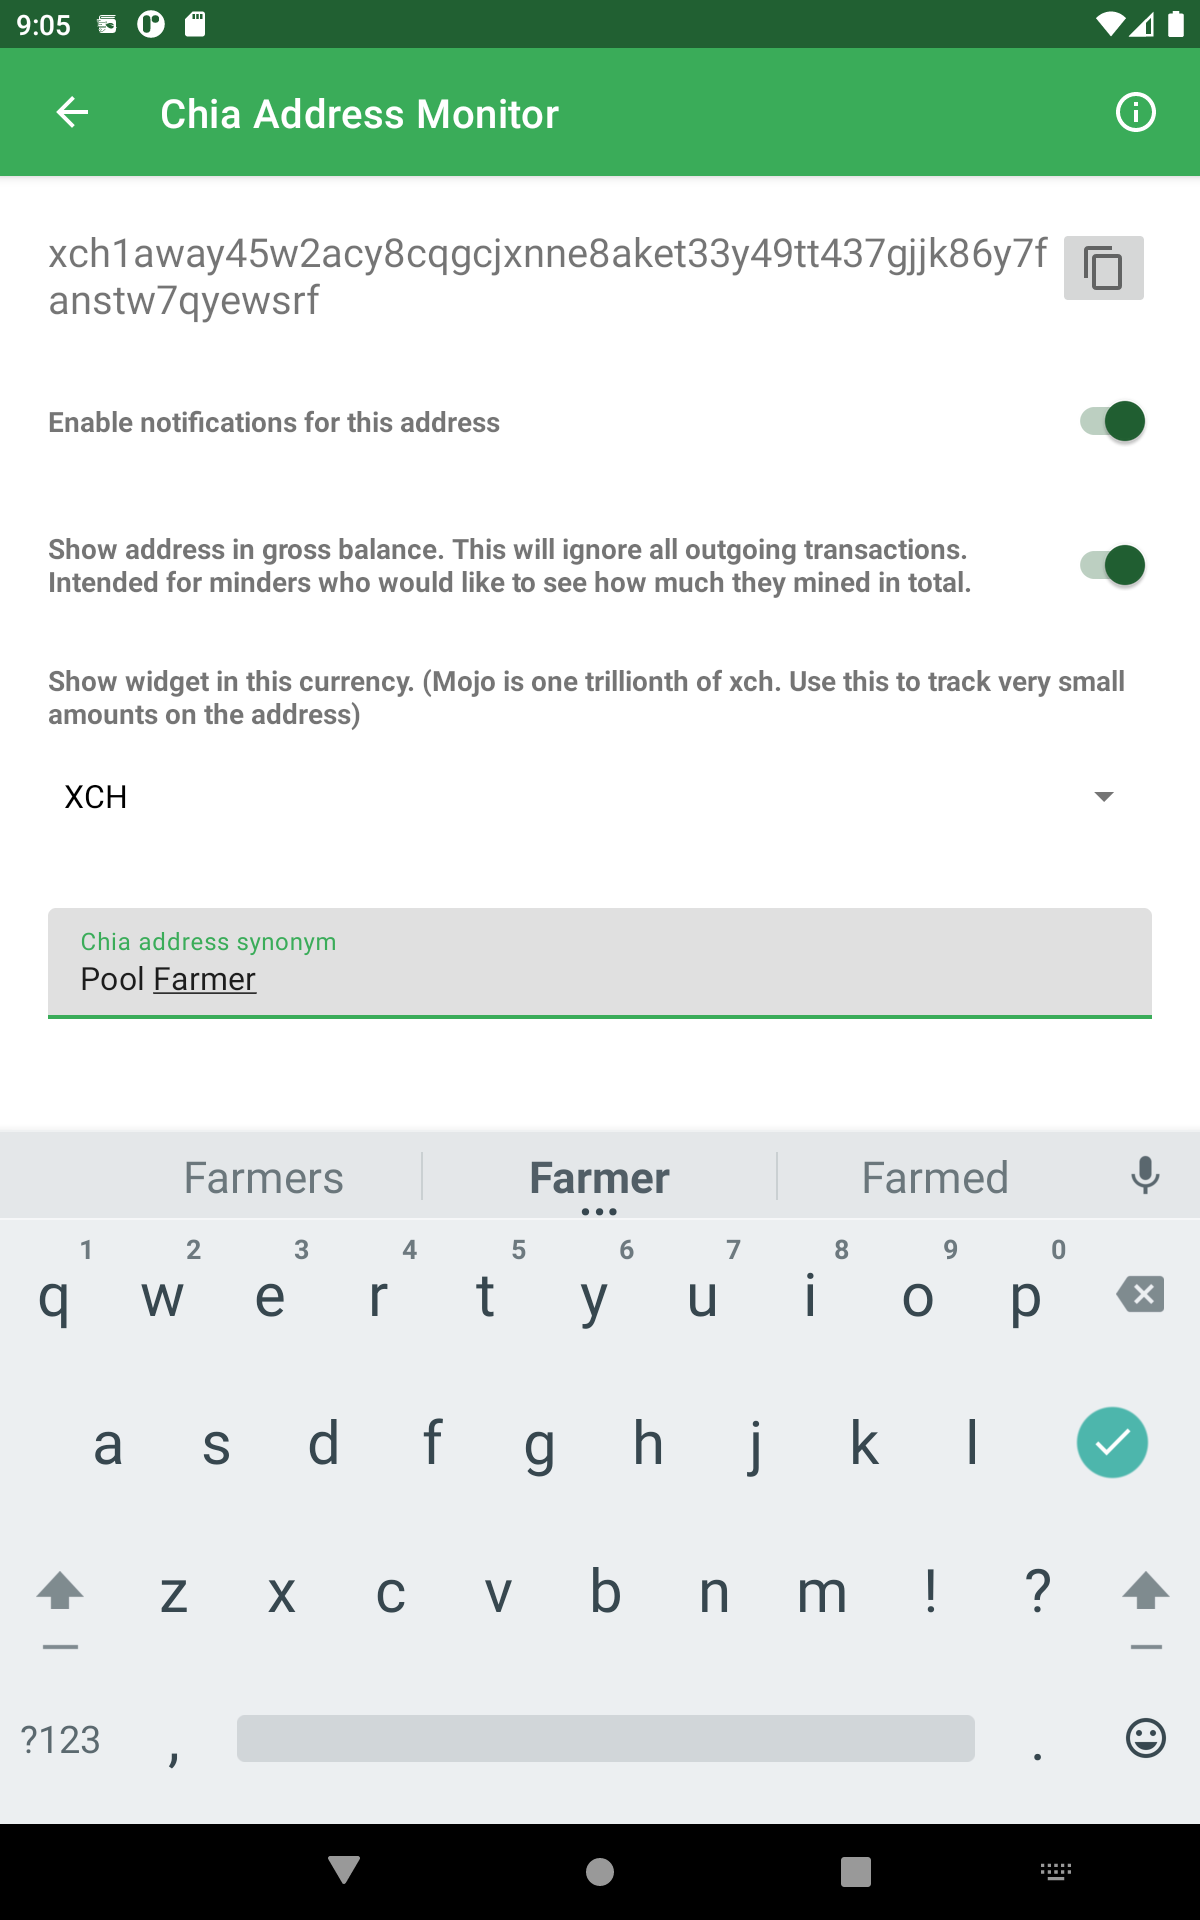 9:05
Chia Address Monitor
xch1away45w2acy8cqgcjxnne8aket33y49tt437gjjk86y7f
anstw7qyewsrf
Enable notifications for this address
Show address in gross balance. This will ignore all outgoing transactions.
Intended for minders who would like to see how much they mined in total.
Show widget in this currency. (Mojo is one trillionth of xch. Use this to track very small
amounts on the address)
XCH
Chia address synonym
Pool Farmer
Farmers Farmer Farmed
1 2 3 4 5 6 7 8 9 0
q w e r t y u i o p
a s d f g h j k l
z x c v b n m ! ?
?123 , .